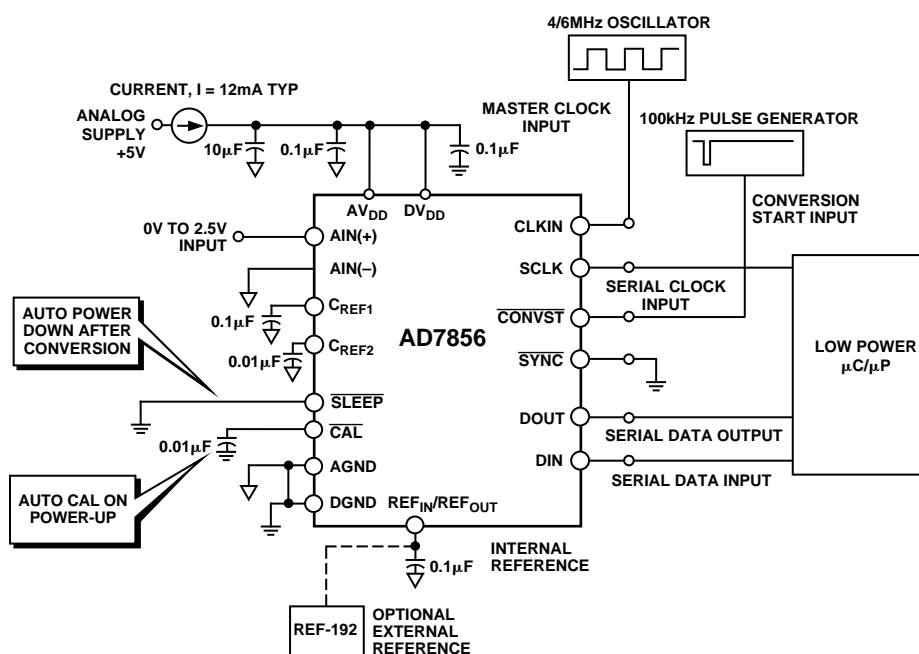 4/6MHz OSCILLATOR
CURRENT, I = 12mA TYP
ANALOG
SUPPLY
+5V
10µF
0.1µF
0.1µF
MASTER CLOCK
INPUT
100kHz PULSE GENERATOR
AVDD
DVDD
CONVERSION
START INPUT
0V TO 2.5V
INPUT
AIN(+)
AIN(–)
CREF1
0.1µF
CREF2
0.01µF
SLEEP
CAL
0.01µF
AGND
DGND
REFIN/REFOUT
AD7856
CLKIN
SCLK
SERIAL CLOCK
INPUT
CONVST
SYNC
DOUT
SERIAL DATA OUTPUT
DIN
SERIAL DATA INPUT
LOW POWER
µC/µP
AUTO POWER
DOWN AFTER
CONVERSION
AUTO CAL ON
POWER-UP
0.1µF
INTERNAL
REFERENCE
REF-192
OPTIONAL
EXTERNAL
REFERENCE